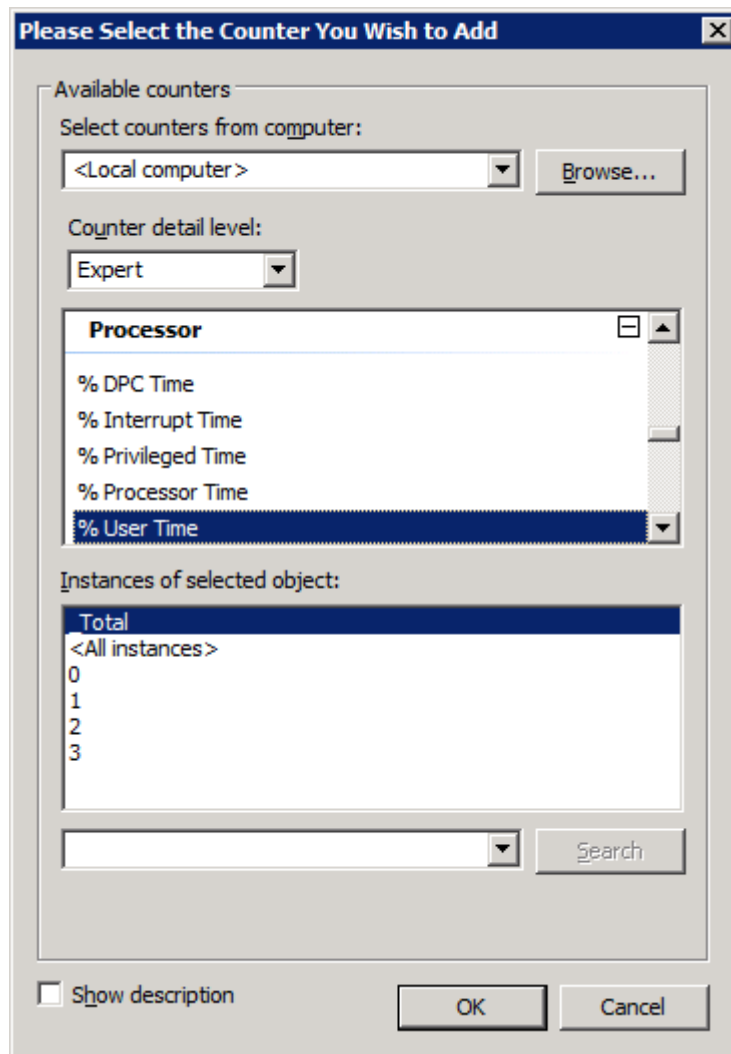 Please Select the Counter You Wish to Add
Available counters
Select counters from computer:
<Local computer>
Browse...
Counter detail level:
Expert
Processor
% DPC Time
% Interrupt Time
% Privileged Time
% Processor Time
% User Time
Instances of selected object:
_Total
<All instances>
0
1
2
3
Search
Show description
OK
Cancel